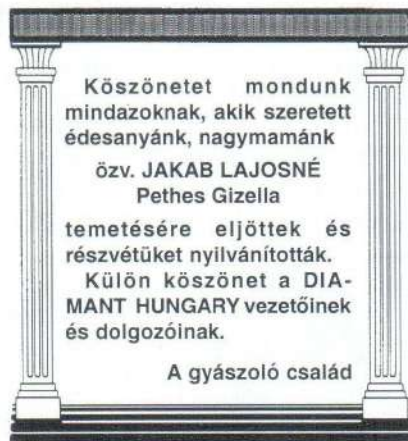 Köszönetet mondunk
mindazoknak, akik szeretett
édesanyánk, nagymamánk
özv. JAKAB LAJOSNÉ
Pethes Gizella
temetésére eljöttek és
részvétüket nyilvánították.
Külön köszönet a DIA-
MANT HUNGARY vezetőinek
és dolgozóinak.
A gyászoló család